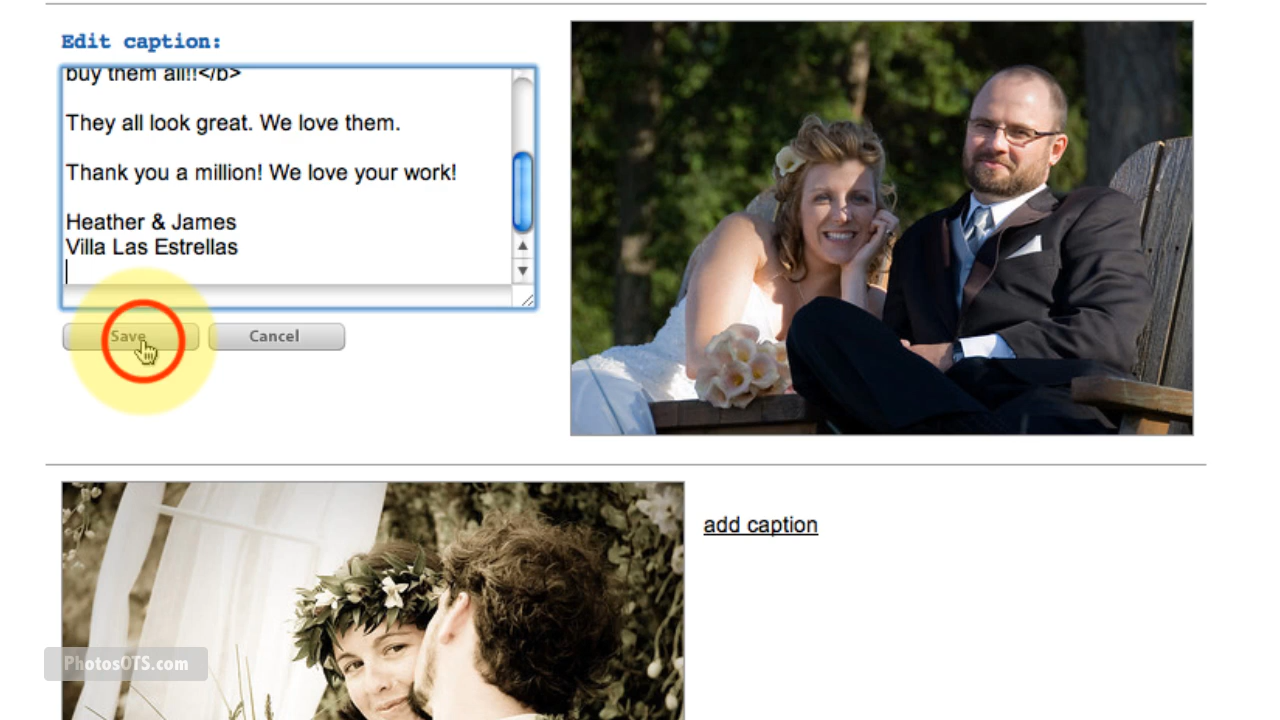 Edit caption:
buy them all!!</b>
They all look great. We love them.
Thank you a million! We love your work!
Heather & James
Villa Las Estrellas
Save
Cancel
add caption
PhotosOTS.com